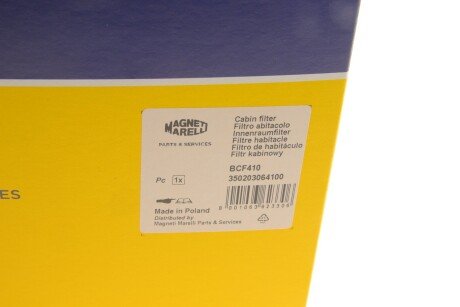 MAGNETI
MARELLI
PARTS & SERVICES
Cabin filter
Filtro abitacolo
Innenraumfilter
Filtre habitacle
Filtro de habitáculo
Filtr kabinowy
BCF410
350203064100
Pc 1x
Made in Poland
Distributed by
Magneti Marelli Parts & Services
ES